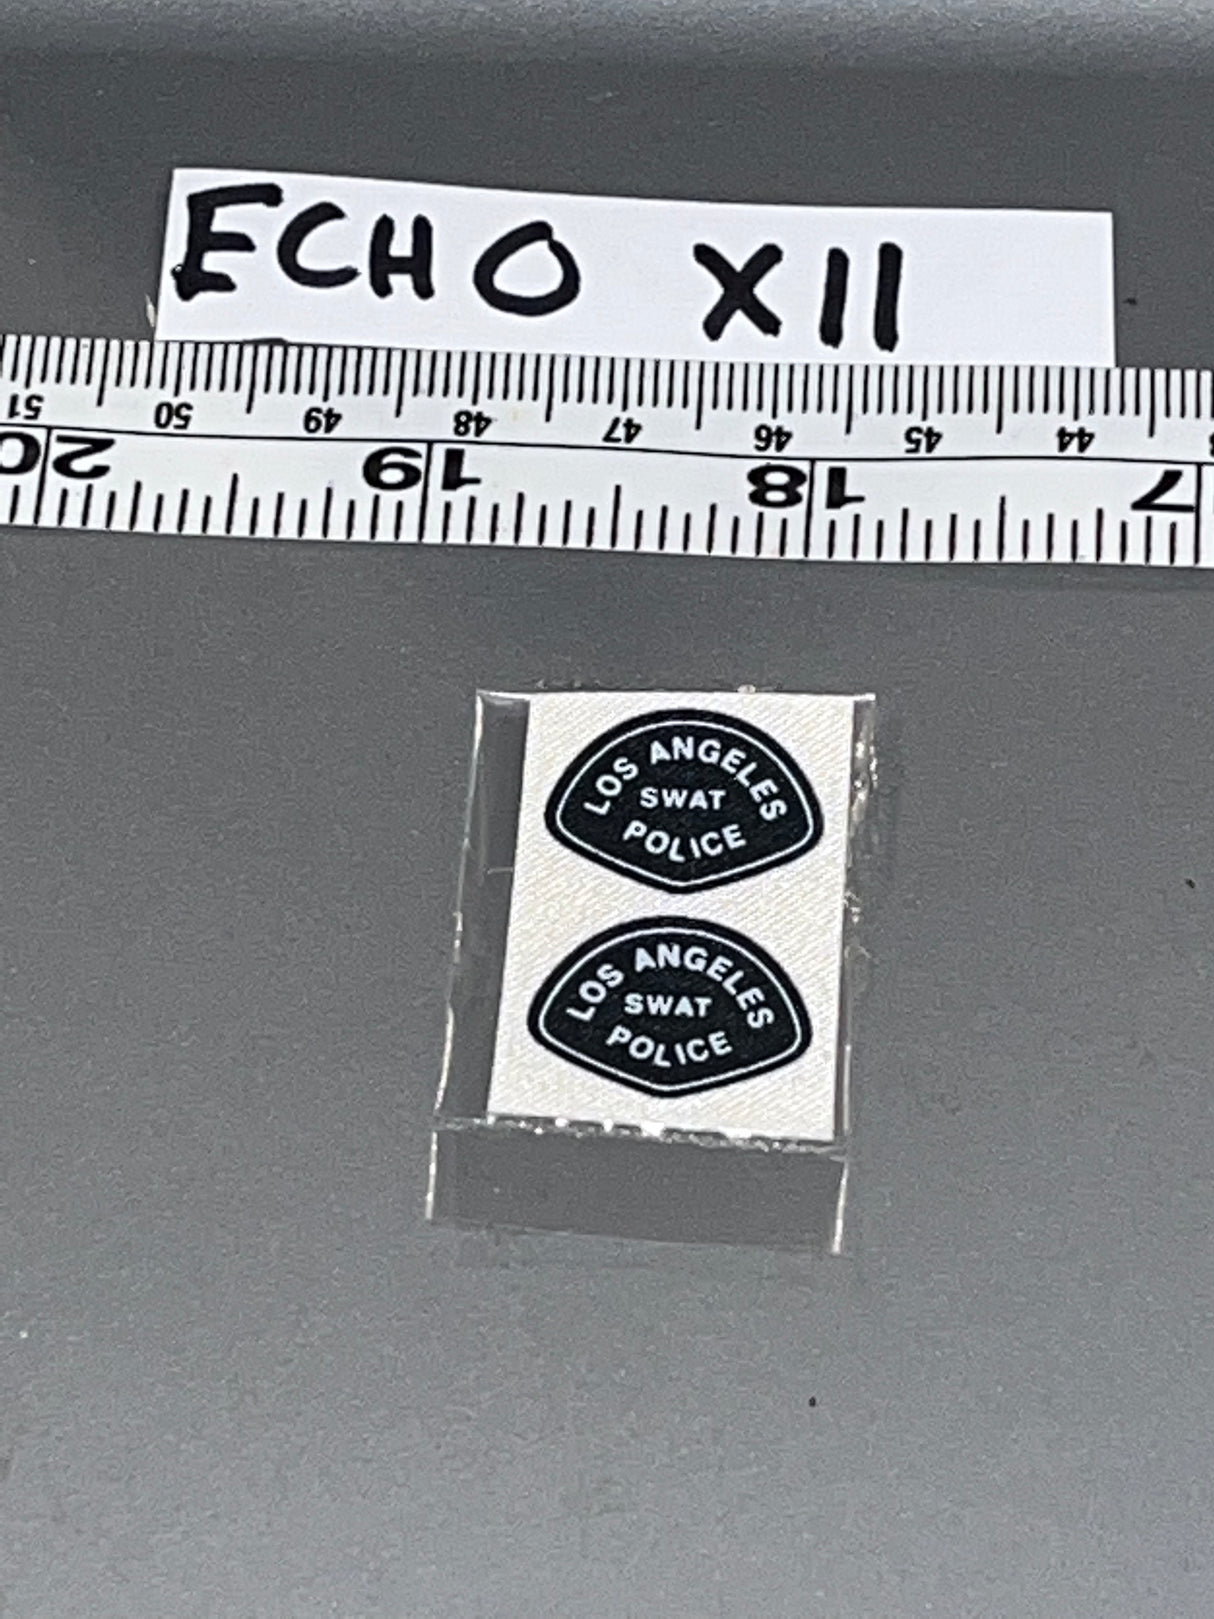 ECHO XII
51 50 49 48 47 46 45 44
20 19 18 17
LOS ANGELES
SWAT
POLICE
LOS ANGELES
SWAT
POLICE